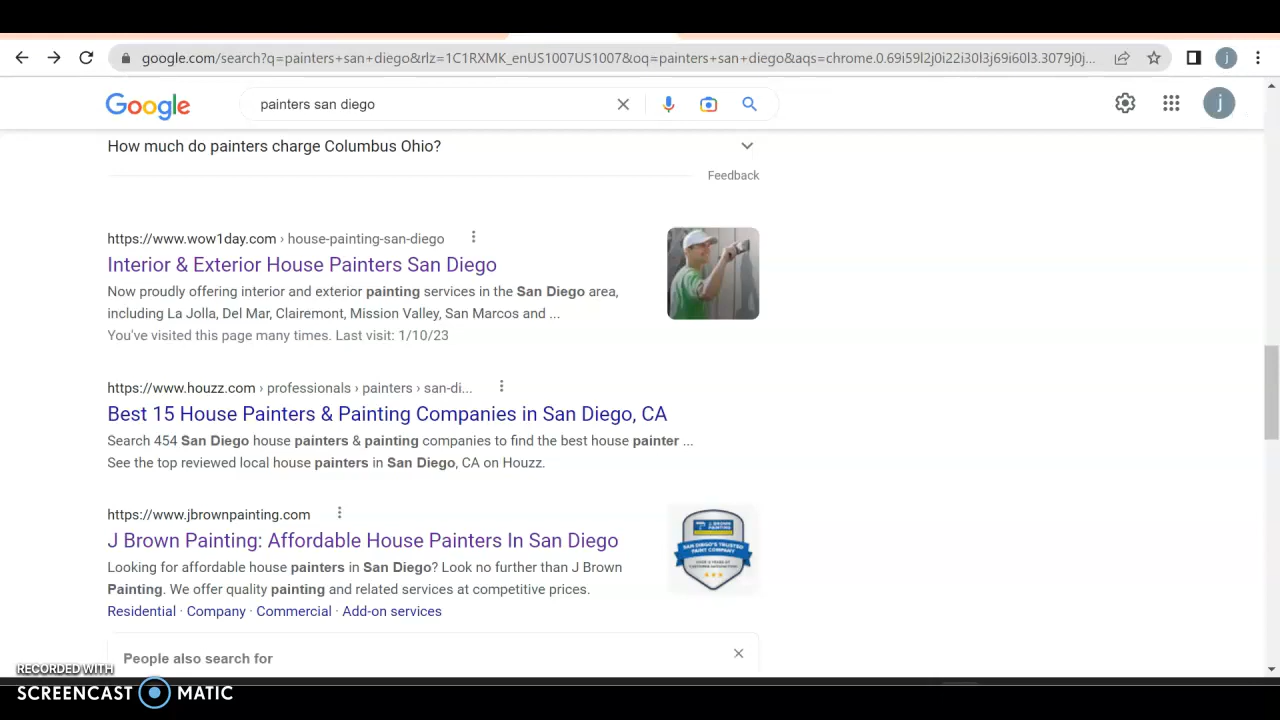 google.com/search?q=painters+san+diego&rlz=1C1RXMK_enUS1007US1007&oq=painters+san+diego&aqs=chrome.0.69i59l2j0i22i30l3j69i60l3.3079j0j...
j
Google
painters san diego
j
How much do painters charge Columbus Ohio?
Feedback
https://www.wow1day.com › house-painting-san-diego
Interior & Exterior House Painters San Diego
Now proudly offering interior and exterior painting services in the San Diego area,
including La Jolla, Del Mar, Clairemont, Mission Valley, San Marcos and ...
You've visited this page many times. Last visit: 1/10/23
https://www.houzz.com › professionals › painters › san-di...
Best 15 House Painters & Painting Companies in San Diego, CA
Search 454 San Diego house painters & painting companies to find the best house painter ...
See the top reviewed local house painters in San Diego, CA on Houzz.
https://www.jbrownpainting.com
J Brown Painting: Affordable House Painters In San Diego
Looking for affordable house painters in San Diego? Look no further than J Brown
Painting. We offer quality painting and related services at competitive prices.
Residential · Company · Commercial · Add-on services
J BROWN
PAINTING
SAN DIEGO'S TRUSTED
PAINT COMPANY
People also search for
RECORDED WITH
SCREENCAST MATIC